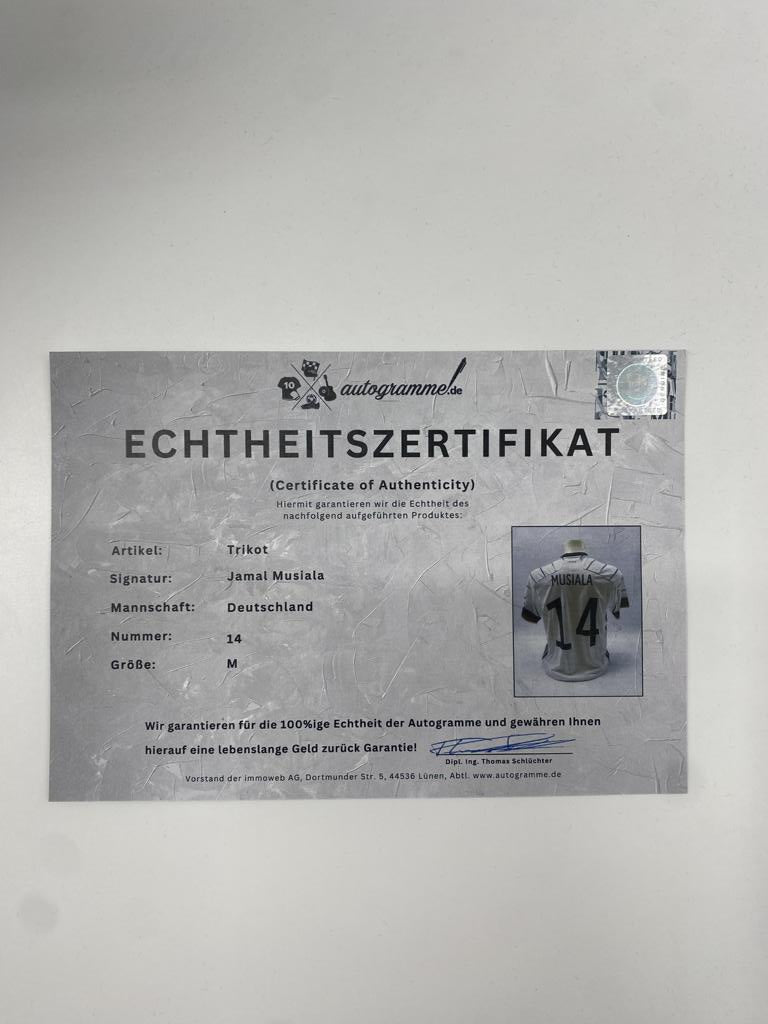 10
autogramme.de
ECHTHEITSZERTIFIKAT
(Certificate of Authenticity)
Hiermit garantieren wir die Echtheit des
nachfolgend aufgeführten Produktes:
Artikel: Trikot
Signatur: Jamal Musiala
Mannschaft: Deutschland
Nummer: 14
Größe: M
MUSIALA
14
Wir garantieren für die 100%ige Echtheit der Autogramme und gewähren Ihnen
hierauf eine lebenslange Geld zurück Garantie!
Dipl. Ing. Thomas Schlüchter
Vorstand der immoweb AG, Dortmunder Str. 5, 44536 Lünen, Abtl. www.autogramme.de